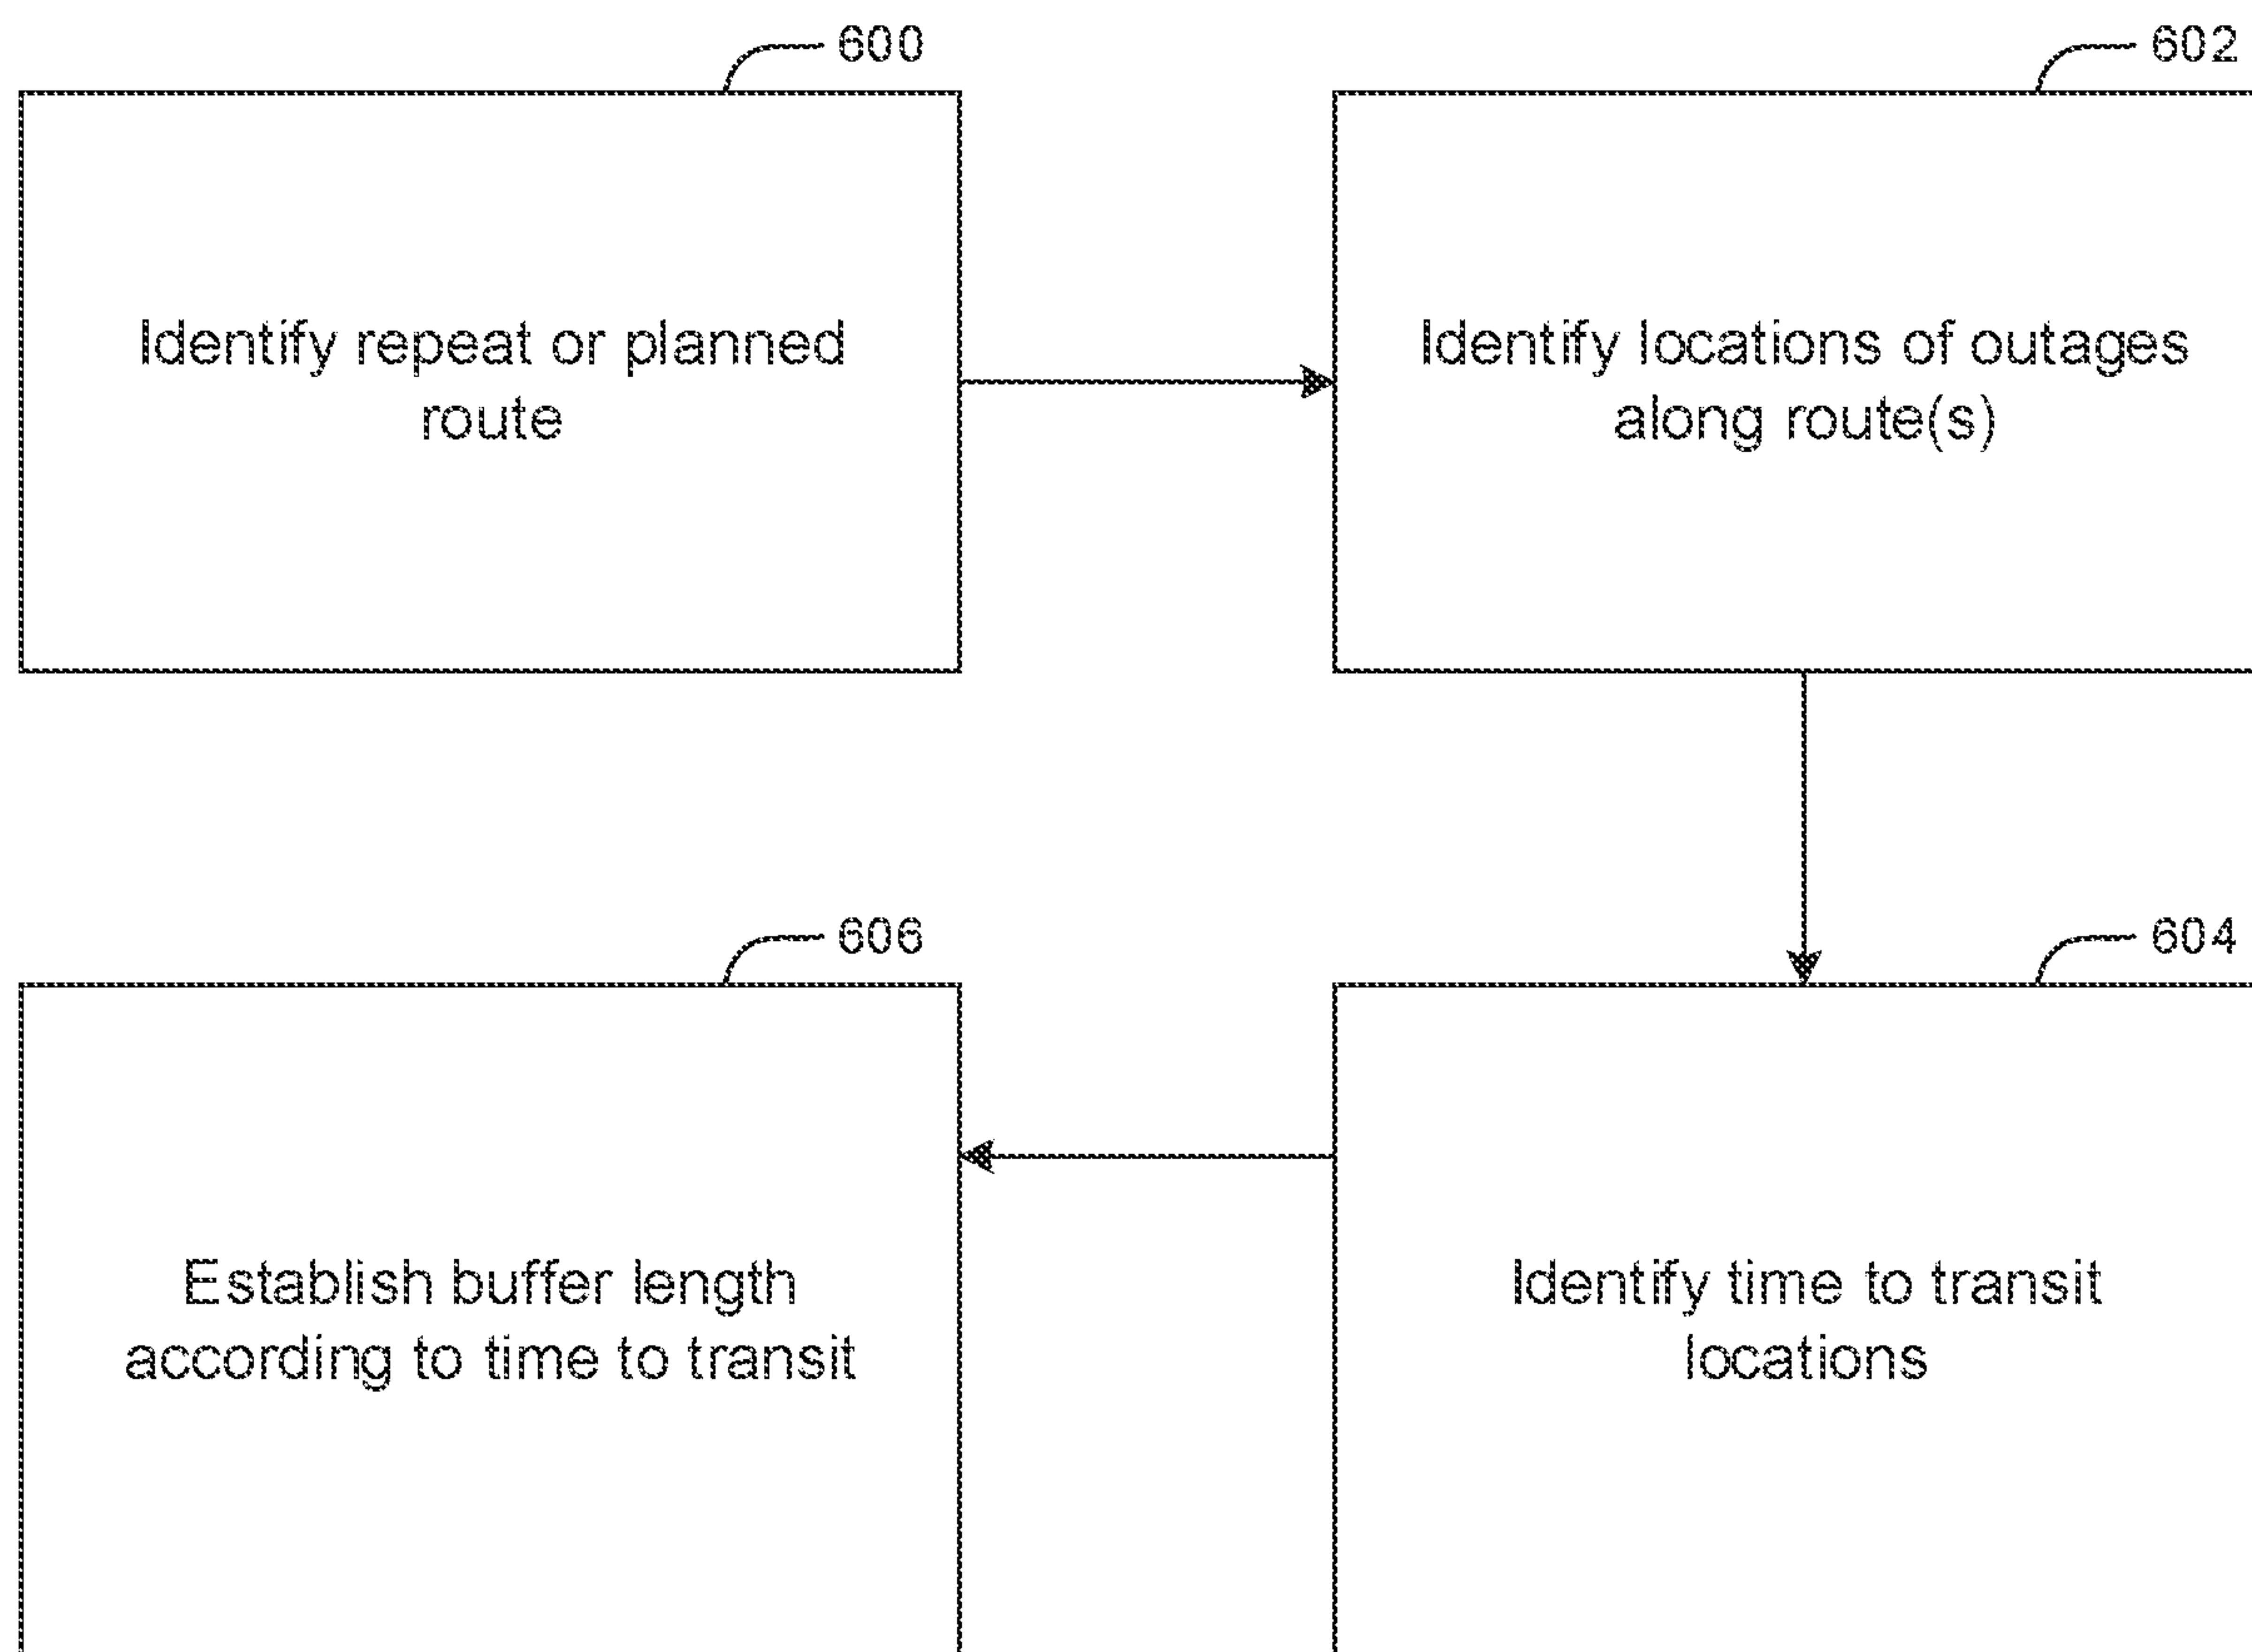 600
Identify repeat or planned
route
602
Identify locations of outages
along route(s)
604
Identify time to transit
locations
606
Establish buffer length
according to time to transit